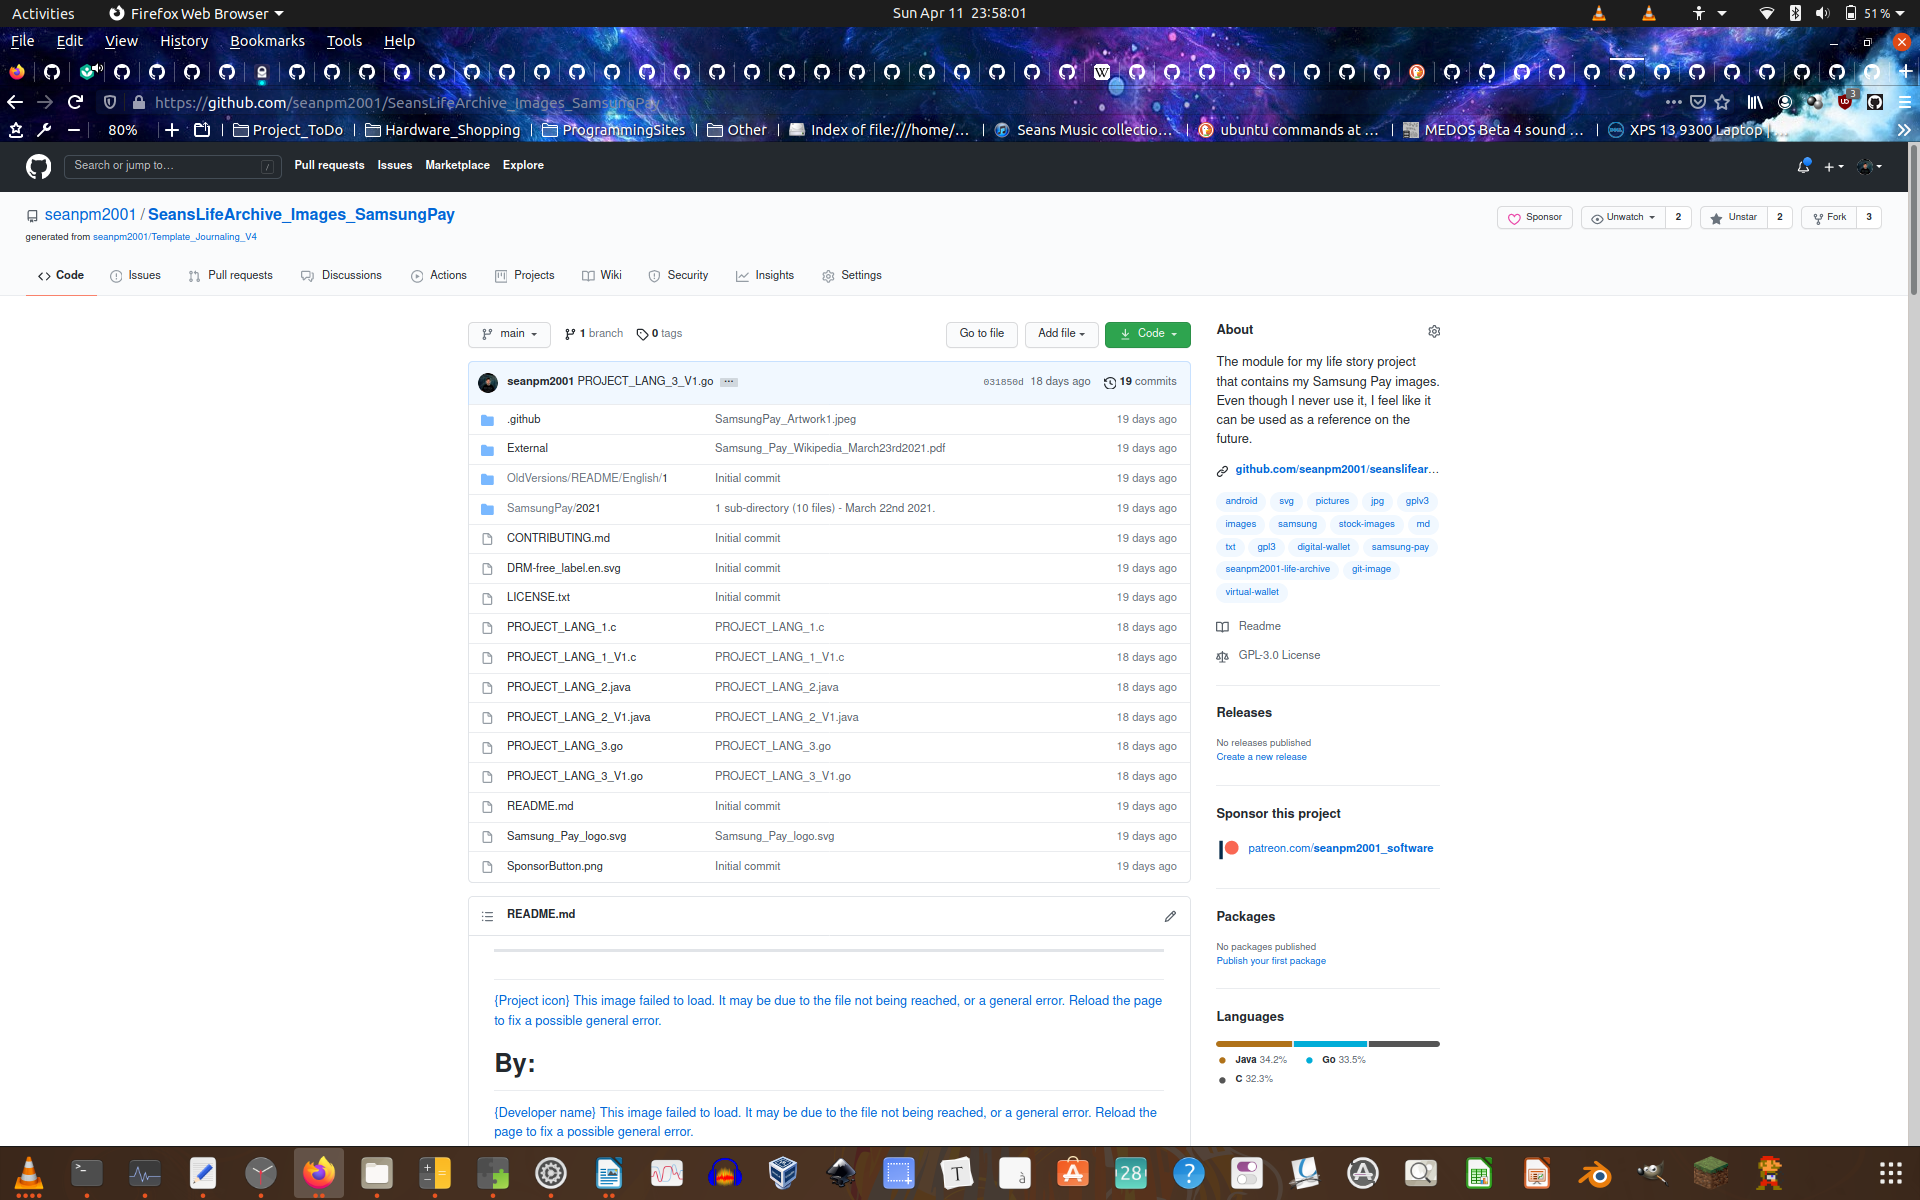 Activities Firefox Web Browser Sun Apr 11 23:58:01 51 %
File Edit View History Bookmarks Tools Help
https://github.com/seanpm2001/SeansLifeArchive_Images_SamsungPay 3
80% Project_ToDo Hardware_Shopping ProgrammingSites Other Index of file:///home/... Seans Music collectio... ubuntu commands at ... MEDOS Beta 4 sound ... XPS 13 9300 Laptop | ...
Search or jump to... / Pull requests Issues Marketplace Explore
seanpm2001 / SeansLifeArchive_Images_SamsungPay Sponsor Unwatch 2 Unstar 2 Fork 3
generated from seanpm2001/Template_Journaling_V4
Code Issues Pull requests Discussions Actions Projects Wiki Security Insights Settings
main 1 branch 0 tags Go to file Add file Code
seanpm2001 PROJECT_LANG_3_V1.go ... 031850d 18 days ago 19 commits
.github SamsungPay_Artwork1.jpeg 19 days ago
External Samsung_Pay_Wikipedia_March23rd2021.pdf 19 days ago
OldVersions/README/English/1 Initial commit 19 days ago
SamsungPay/2021 1 sub-directory (10 files) - March 22nd 2021. 19 days ago
CONTRIBUTING.md Initial commit 19 days ago
DRM-free_label.en.svg Initial commit 19 days ago
LICENSE.txt Initial commit 19 days ago
PROJECT_LANG_1.c PROJECT_LANG_1.c 18 days ago
PROJECT_LANG_1_V1.c PROJECT_LANG_1_V1.c 18 days ago
PROJECT_LANG_2.java PROJECT_LANG_2.java 18 days ago
PROJECT_LANG_2_V1.java PROJECT_LANG_2_V1.java 18 days ago
PROJECT_LANG_3.go PROJECT_LANG_3.go 18 days ago
PROJECT_LANG_3_V1.go PROJECT_LANG_3_V1.go 18 days ago
README.md Initial commit 19 days ago
Samsung_Pay_logo.svg Samsung_Pay_logo.svg 19 days ago
SponsorButton.png Initial commit 19 days ago
README.md
{Project icon} This image failed to load. It may be due to the file not being reached, or a general error. Reload the page
to fix a possible general error.
By:
{Developer name} This image failed to load. It may be due to the file not being reached, or a general error. Reload the
page to fix a possible general error.
About
The module for my life story project
that contains my Samsung Pay images.
Even though I never use it, I feel like it
can be used as a reference on the
future.
github.com/seanpm2001/seanslifear...
android svg pictures jpg gplv3
images samsung stock-images md
txt gpl3 digital-wallet samsung-pay
seanpm2001-life-archive git-image
virtual-wallet
Readme
GPL-3.0 License
Releases
No releases published
Create a new release
Sponsor this project
patreon.com/seanpm2001_software
Packages
No packages published
Publish your first package
Languages
Java 34.2% Go 33.5%
C 32.3%